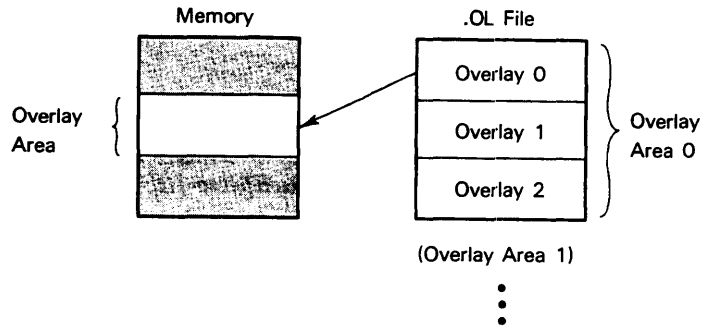 Memory
.OL File
Overlay
Area
Overlay 0
Overlay 1
Overlay 2
Overlay
Area 0
(Overlay Area 1)